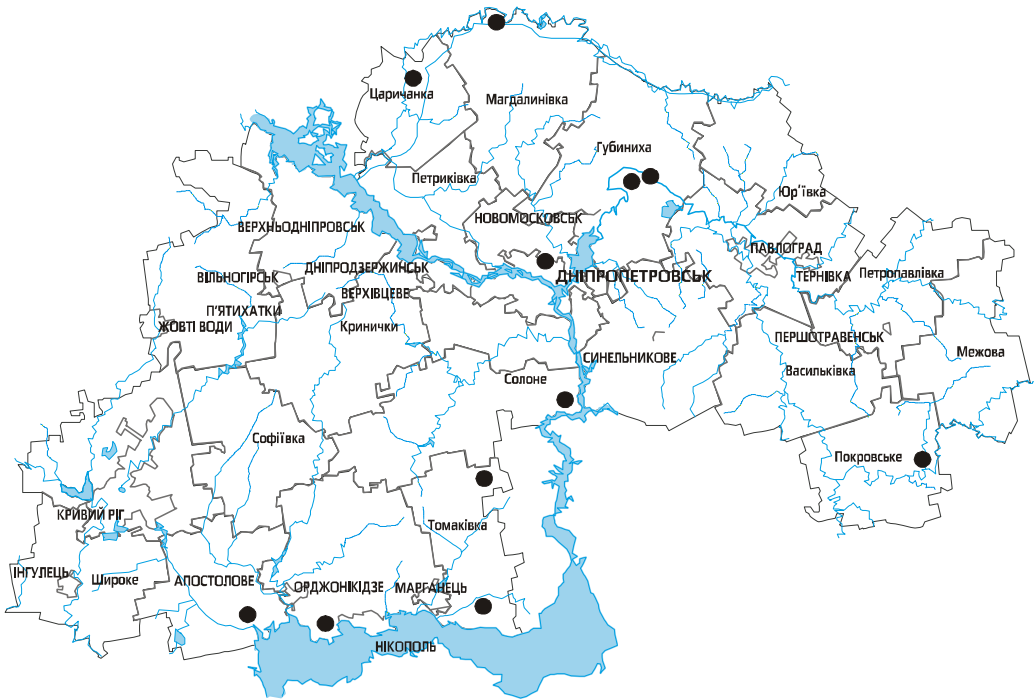 Царичанка
Магдалинівка
Губиниха
Петриківка
Юр'ївка
НОВОМОСКОВСЬК
ВЕРХНЬОДНІПРОВСЬК
ПАВЛОГРАД
ДНІПРОДЗЕРЖИНСЬК
ДНІПРОПЕТРОВСЬК
ТЕРНІВКА
Петропавлівка
ВІЛЬНОГІРСЬК
ВЕРХІВЦЕВЕ
П'ЯТИХАТКИ
ЖОВТІ ВОДИ
Кринички
ПЕРШОТРАВЕНСЬК
Межова
СИНЕЛЬНИКОВЕ
Васильківка
Солоне
Софіївка
Покровське
КРИВИЙ РІГ
Томаківка
ІНГУЛЕЦЬ
Широке
АПОСТОЛОВЕ
ОРДЖОНІКІДЗЕ
МАРГАНЕЦЬ
НІКОПОЛЬ